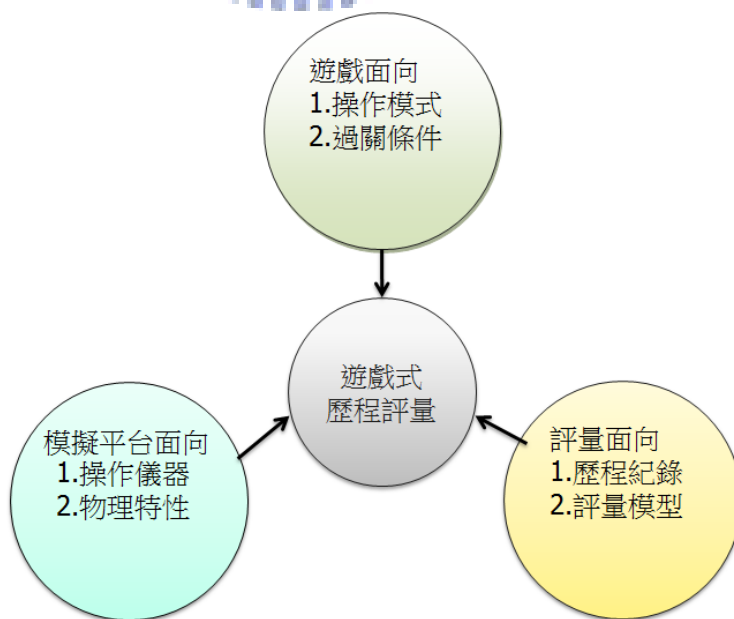 遊戲面向
1.操作模式
2.過關條件
遊戲式
歷程評量
模擬平台面向
1.操作儀器
2.物理特性
評量面向
1.歷程紀錄
2.評量模型